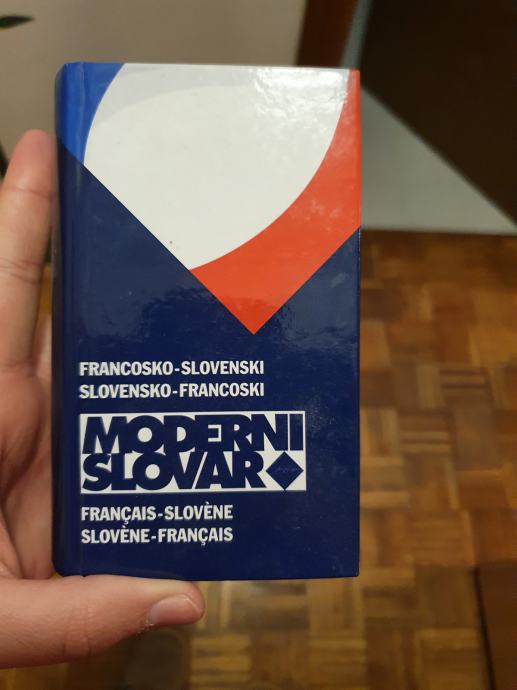 FRANCOSKO-SLOVENSKI
SLOVENSKO-FRANCOSKI
MODERNI
SLOVAR
FRANÇAIS-SLOVÈNE
SLOVÈNE-FRANÇAIS